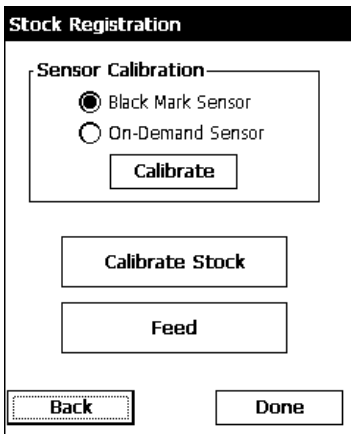 Stock Registration
Sensor Calibration
Black Mark Sensor
On-Demand Sensor
Calibrate
Calibrate Stock
Feed
Back
Done